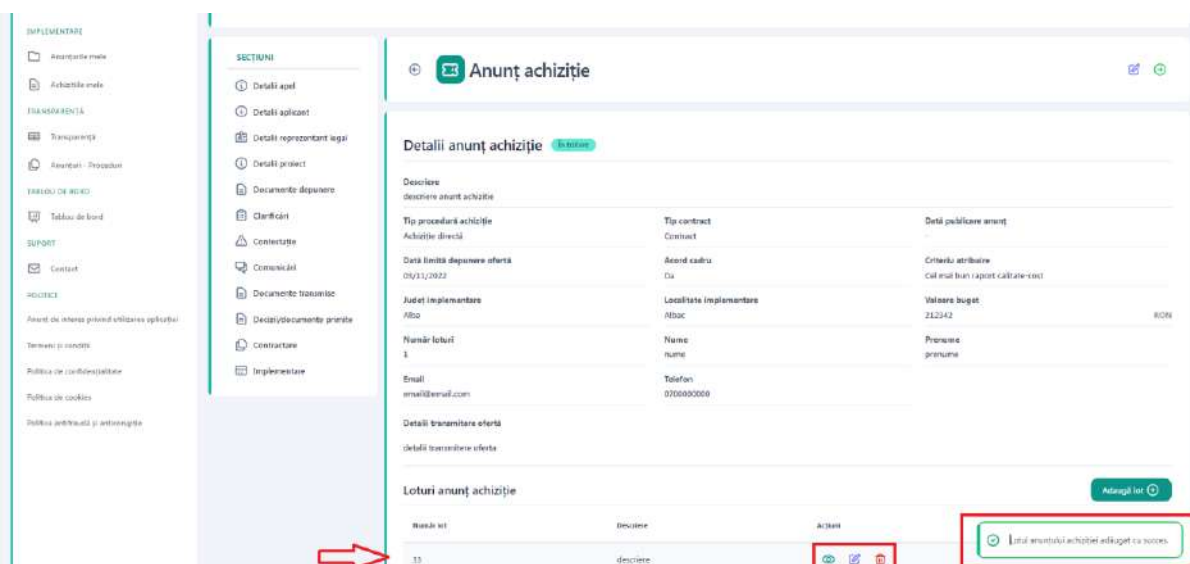 IMPLEMENTARE
Anunțurile mele
Achizițiile mele
TRANSPARENȚĂ
Transparență
Anunțuri - Proceduri
TABLOU DE BORD
Tablou de bord
SUPORT
Contact
POLITICI
Anunț de interes privind utilizarea aplicației
Termeni și condiții
Politica de confidențialitate
Politica de cookies
Politica antifraudă și anticorupție
SECȚIUNI
Detalii apel
Detalii aplicant
Detalii reprezentant legal
Detalii proiect
Documente depunere
Clarificări
Contestație
Comunicări
Documente transmise
Decizii/documente primite
Contractare
Implementare
Anunț achiziție
Detalii anunț achiziție
Descriere
descriere anunt achizitie
Tip procedură achiziție
Tip contract
Dată publicare anunț
Achiziție directă
Contract
-
Dată limită depunere ofertă
Acord cadru
Criteriu atribuire
Da
Cel mai bun raport calitate-cost
Județ implementare
Localitate implementare
Valoare buget
Alba
Albac
212342 RON
Număr loturi
Nume
Prenume
1
nume
prenume
Email
Telefon
email@email.com
0700000000
Detalii transmitere ofertă
detalii transmitere oferta
Loturi anunț achiziție
Adaugă lot
Număr lot
Descriere
Acțiuni
Lotul anuntului achiziției adăugat cu succes.
33
descriere